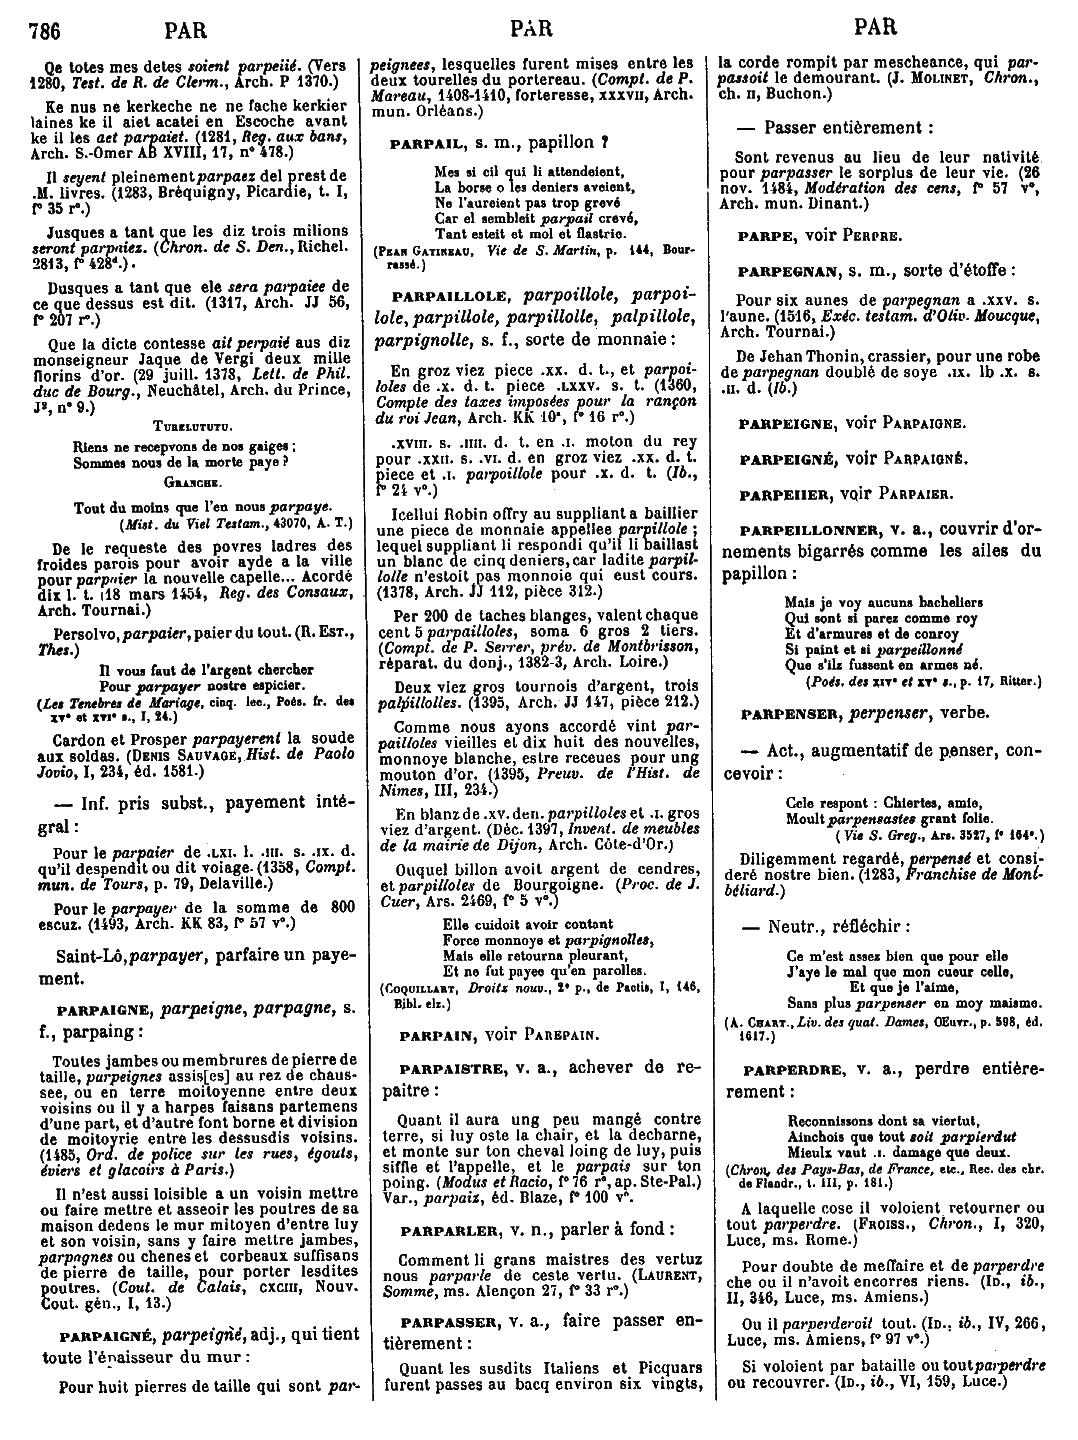 786 PAR PAR PAR
Qe totes mes detes soient parpeiié. (Vers
1280, Test. de R. de Clerm., Arch. P 1370.)
Ke nus ne kerkeche ne ne fache kerkier
laines ke il aiet acatei en Escoche avant
ke il les aet parpaiet. (1281, Reg. aux bans,
Arch. S.-Omer AB XVIII, 17, n° 478.)
Il seyent pleinement parpaez del prest de
.M. livres. (1283, Bréquigny, Picardie, t. I,
f° 35 r°.)
Jusques a tant que les diz trois milions
seront parpaiez. (Chron. de S. Den., Richel.
2813, f° 428ᵈ.).
Dusques a tant que ele sera parpaiee de
ce que dessus est dit. (1317, Arch. JJ 56,
f° 207 r°.)
Que la dicte contesse ait perpaié aus diz
monseigneur Jaque de Vergi deux mille
florins d'or. (29 juill. 1378, Lett. de Phil.
duc de Bourg., Neuchâtel, Arch. du Prince,
J⁸, n° 9.)
TURELUTUTU.
Riens ne recepvons de nos gaiges ;
Sommes nous de la morte paye ?
GRANCHE.
Tout du moins que l'en nous parpaye.
(Mist. du Viel Testam., 43070, A. T.)
De le requeste des povres ladres des
froides parois pour avoir ayde a la ville
pour parpaier la nouvelle capelle... Acordé
dix l. t. (18 mars 1454, Reg. des Consaux,
Arch. Tournai.)
Persolvo, parpaier, paier du tout. (R. EST.,
Thes.)
Il vous faut de l'argent chercher
Pour parpayer nostre espicier.
(Les Tenebres de Mariage, cinq. lec., Poés. fr. des
XVᵉ et XVIᵉ s., I, 24.)
Cardon et Prosper parpayerent la soude
aux soldas. (DENIS SAUVAGE, Hist. de Paolo
Jovio, I, 234, éd. 1581.)
— Inf. pris subst., payement inté-
gral :
Pour le parpaier de .LXI. l. .III. s. .IX. d.
qu'il despendit ou dit voiage. (1358, Compt.
mun. de Tours, p. 79, Delaville.)
Pour le parpayer de la somme de 800
escuz. (1493, Arch. KK 83, f° 57 v°.)
Saint-Lô, parpayer, parfaire un paye-
ment.
PARPAIGNE, parpeigne, parpagne, s.
f., parpaing :
Toutes jambes ou membrures de pierre de
taille, parpeignes assis[es] au rez de chaus-
see, ou en terre moitoyenne entre deux
voisins ou il y a harpes faisans partemens
d'une part, et d'autre font borne et division
de moitoyrie entre les dessusdis voisins.
(1485, Ord. de police sur les rues, égouts,
éviers et glacoirs à Paris.)
Il n'est aussi loisible a un voisin mettre
ou faire mettre et asseoir les poutres de sa
maison dedens le mur mitoyen d'entre luy
et son voisin, sans y faire mettre jambes,
parpagnes ou chenes et corbeaux suffisans
de pierre de taille, pour porter lesdites
poutres. (Cout. de Calais, CXCIII, Nouv.
Cout. gén., I, 13.)
PARPAIGNÉ, parpeigné, adj., qui tient
toute l'épaisseur du mur :
Pour huit pierres de taille qui sont par-
peignees, lesquelles furent mises entre les
deux tourelles du portereau. (Compt. de P.
Mareau, 1408-1410, forteresse, XXXVII, Arch.
mun. Orléans.)
PARPAIL, s. m., papillon ?
Mes si cil qui li attendeient,
La borse o les deniers aveient,
Ne l'aureient pas trop grevé
Car el sembleit parpail crevé,
Tant esteit et mol et flastrie.
(PEAN GATINEAU, Vie de S. Martin, p. 144, Bour-
rassé.)
PARPAILLOLE, parpoillole, parpoi-
lole, parpillole, parpillolle, palpillole,
parpignolle, s. f., sorte de monnaie :
En groz viez piece .XX. d. t., et parpoi-
loles de .X. d. t. piece .LXXV. s. t. (1360,
Compte des taxes imposées pour la rançon
du roi Jean, Arch. KK 10ᵃ, f° 16 r°.)
.XVIII. s. .IIII. d. t. en .I. moton du rey
pour .XXII. s. .VI. d. en groz viez .XX. d. t.
piece et .I. parpoillole pour .X. d. t. (Ib.,
f° 24 v°.)
Icellui Robin offry au suppliant a baillier
une piece de monnaie appellee parpillole ;
lequel suppliant li respondi qu'il li baillast
un blanc de cinq deniers, car ladite parpil-
lolle n'estoit pas monnoie qui eust cours.
(1378, Arch. JJ 112, pièce 312.)
Per 200 de taches blanges, valent chaque
cent 5 parpailloles, soma 6 gros 2 tiers.
(Compt. de P. Serrer, prév. de Montbrisson,
réparat. du donj., 1382-3, Arch. Loire.)
Deux viez gros tournois d'argent, trois
palpillolles. (1395, Arch. JJ 147, pièce 212.)
Comme nous ayons accordé vint par-
pailloles vieilles et dix huit des nouvelles,
monnoye blanche, estre receues pour ung
mouton d'or. (1395, Preuv. de l'Hist. de
Nimes, III, 234.)
En blanz de .XV. den. parpilloles et .I. gros
viez d'argent. (Déc. 1397, Invent. de meubles
de la mairie de Dijon, Arch. Côte-d'Or.)
Ouquel billon avoit argent de cendres,
et parpilloles de Bourgoigne. (Proc. de J.
Cuer, Ars. 2469, f° 5 v°.)
Elle cuidoit avoir contant
Force monnoye et parpignolles,
Mais elle retourna pleurant,
Et ne fut payee qu'en parolles.
(COQUILLART, Droitz nouv., 2ᵉ p., de Pactis, I, 146,
Bibl. elz.)
PARPAIN, voir PAREPAIN.
PARPAISTRE, v. a., achever de re-
paitre :
Quant il aura ung peu mangé contre
terre, si luy oste la chair, et la decharne,
et monte sur ton cheval loing de luy, puis
siffle et l'appelle, et le parpais sur ton
poing. (Modus et Racio, f° 76 r°, ap. Ste-Pal.)
Var., parpaiz, éd. Blaze, f° 100 v°.
PARPARLER, v. n., parler à fond :
Comment li grans maistres des vertuz
nous parparle de ceste vertu. (LAURENT,
Somme, ms. Alençon 27, f° 33 r°.)
PARPASSER, v. a., faire passer en-
tièrement :
Quant les susdits Italiens et Picquars
furent passes au bacq environ six vingts,
la corde rompit par mescheance, qui par-
passoit le demourant. (J. MOLINET, Chron.,
ch. II, Buchon.)
— Passer entièrement :
Sont revenus au lieu de leur nativité
pour parpasser le sorplus de leur vie. (26
nov. 1484, Modération des cens, f° 57 v°,
Arch. mun. Dinant.)
PARPE, voir PERPRE.
PARPEGNAN, s. m., sorte d'étoffe :
Pour six aunes de parpegnan a .XXV. s.
l'aune. (1516, Exéc. testam. d'Oliv. Moucque,
Arch. Tournai.)
De Jehan Thonin, crassier, pour une robe
de parpegnan doublé de soye .IX. lb .X. s.
.II. d. (Ib.)
PARPEIGNE, voir PARPAIGNE.
PARPEIGNÉ, voir PARPAIGNÉ.
PARPEIIER, voir PARPAIER.
PARPEILLONNER, v. a., couvrir d'or-
nements bigarrés comme les ailes du
papillon :
Mais je voy aucuns bacheliers
Qui sont si parez comme roy
Et d'armures et de conroy
Si paint et si parpeillonné
Que s'ils fussent en armes né.
(Poés. des XIVᵉ et XVᵉ s., p. 17, Ritter.)
PARPENSER, perpenser, verbe.
— Act., augmentatif de penser, con-
cevoir :
Cele respont : Chiertes, amie,
Moult parpensastes grant folie.
(Vie S. Greg., Ars. 3527, f° 164ᵉ.)
Diligemment regardé, perpensé et consi-
deré nostre bien. (1283, Franchise de Mont-
béliard.)
— Neutr., réfléchir :
Ce m'est assez bien que pour elle
J'aye le mal que mon cueur celle,
Et que je l'aime,
Sans plus parpenser en moy maisme.
(A. CHART., Liv. des quat. Dames, Œuvr., p. 598, éd.
1617.)
PARPERDRE, v. a., perdre entière-
rement :
Reconnissons dont sa viertut,
Ainchois que tout soit parpierdut
Mieulx vaut .I. damage que deux.
(Chron. des Pays-Bas, de France, etc., Rec. des chr.
de Flandr., t. III, p. 181.)
A laquelle cose il voloient retourner ou
tout parperdre. (FROISS., Chron., I, 320,
Luce, ms. Rome.)
Pour doubte de meffaire et de parperdre
che ou il n'avoit encorres riens. (ID., ib.,
II, 346, Luce, ms. Amiens.)
Ou il parperderoit tout. (ID., ib., IV, 266,
Luce, ms. Amiens, f° 97 v°.)
Si voloient par bataille ou tout parperdre
ou recouvrer. (ID., ib., VI, 159, Luce.)